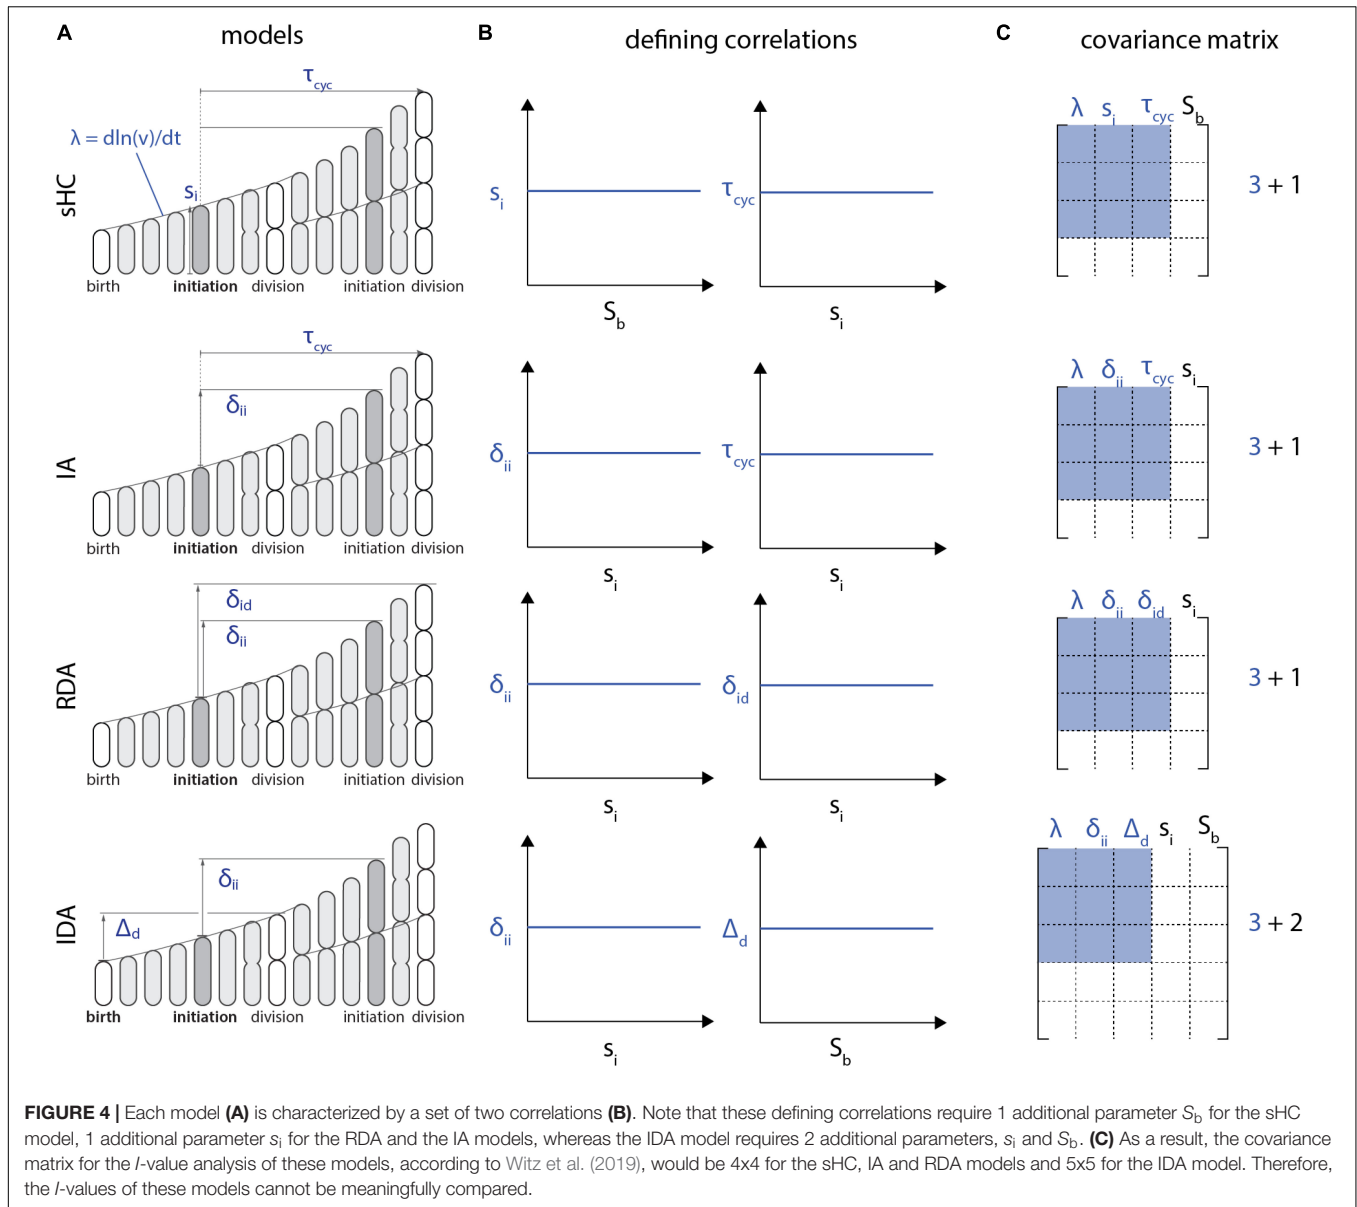 A models B defining correlations C covariance matrix
sHC
τcyc
λ = dln(v)/dt
si
birth initiation division initiation division
si
Sb
τcyc
si
λ si τcyc Sb
3 + 1
IA
τcyc
δii
birth initiation division initiation division
δii
si
τcyc
si
λ δii τcyc si
3 + 1
RDA
δid
δii
birth initiation division initiation division
δii
si
δid
si
λ δii δid si
3 + 1
IDA
δii
Δd
birth initiation division initiation division
δii
si
Δd
Sb
λ δii Δd si Sb
3 + 2
FIGURE 4 | Each model (A) is characterized by a set of two correlations (B). Note that these defining correlations require 1 additional parameter Sb for the sHC
model, 1 additional parameter si for the RDA and the IA models, whereas the IDA model requires 2 additional parameters, si and Sb. (C) As a result, the covariance
matrix for the I-value analysis of these models, according to Witz et al. (2019), would be 4x4 for the sHC, IA and RDA models and 5x5 for the IDA model. Therefore,
the I-values of these models cannot be meaningfully compared.